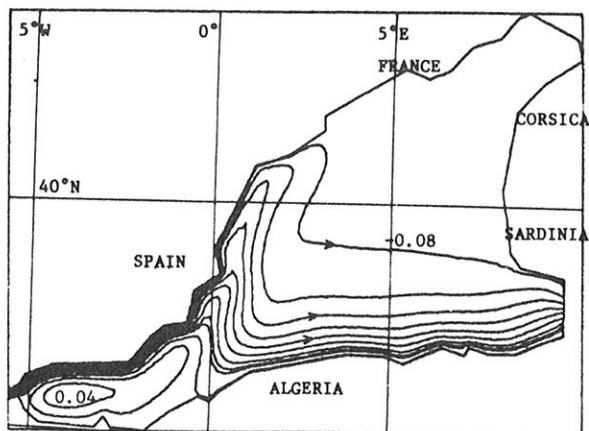 5°W 0° 5°E
FRANCE
CORSICA
40°N
SPAIN
-0.08
SARDINIA
0.04
ALGERIA